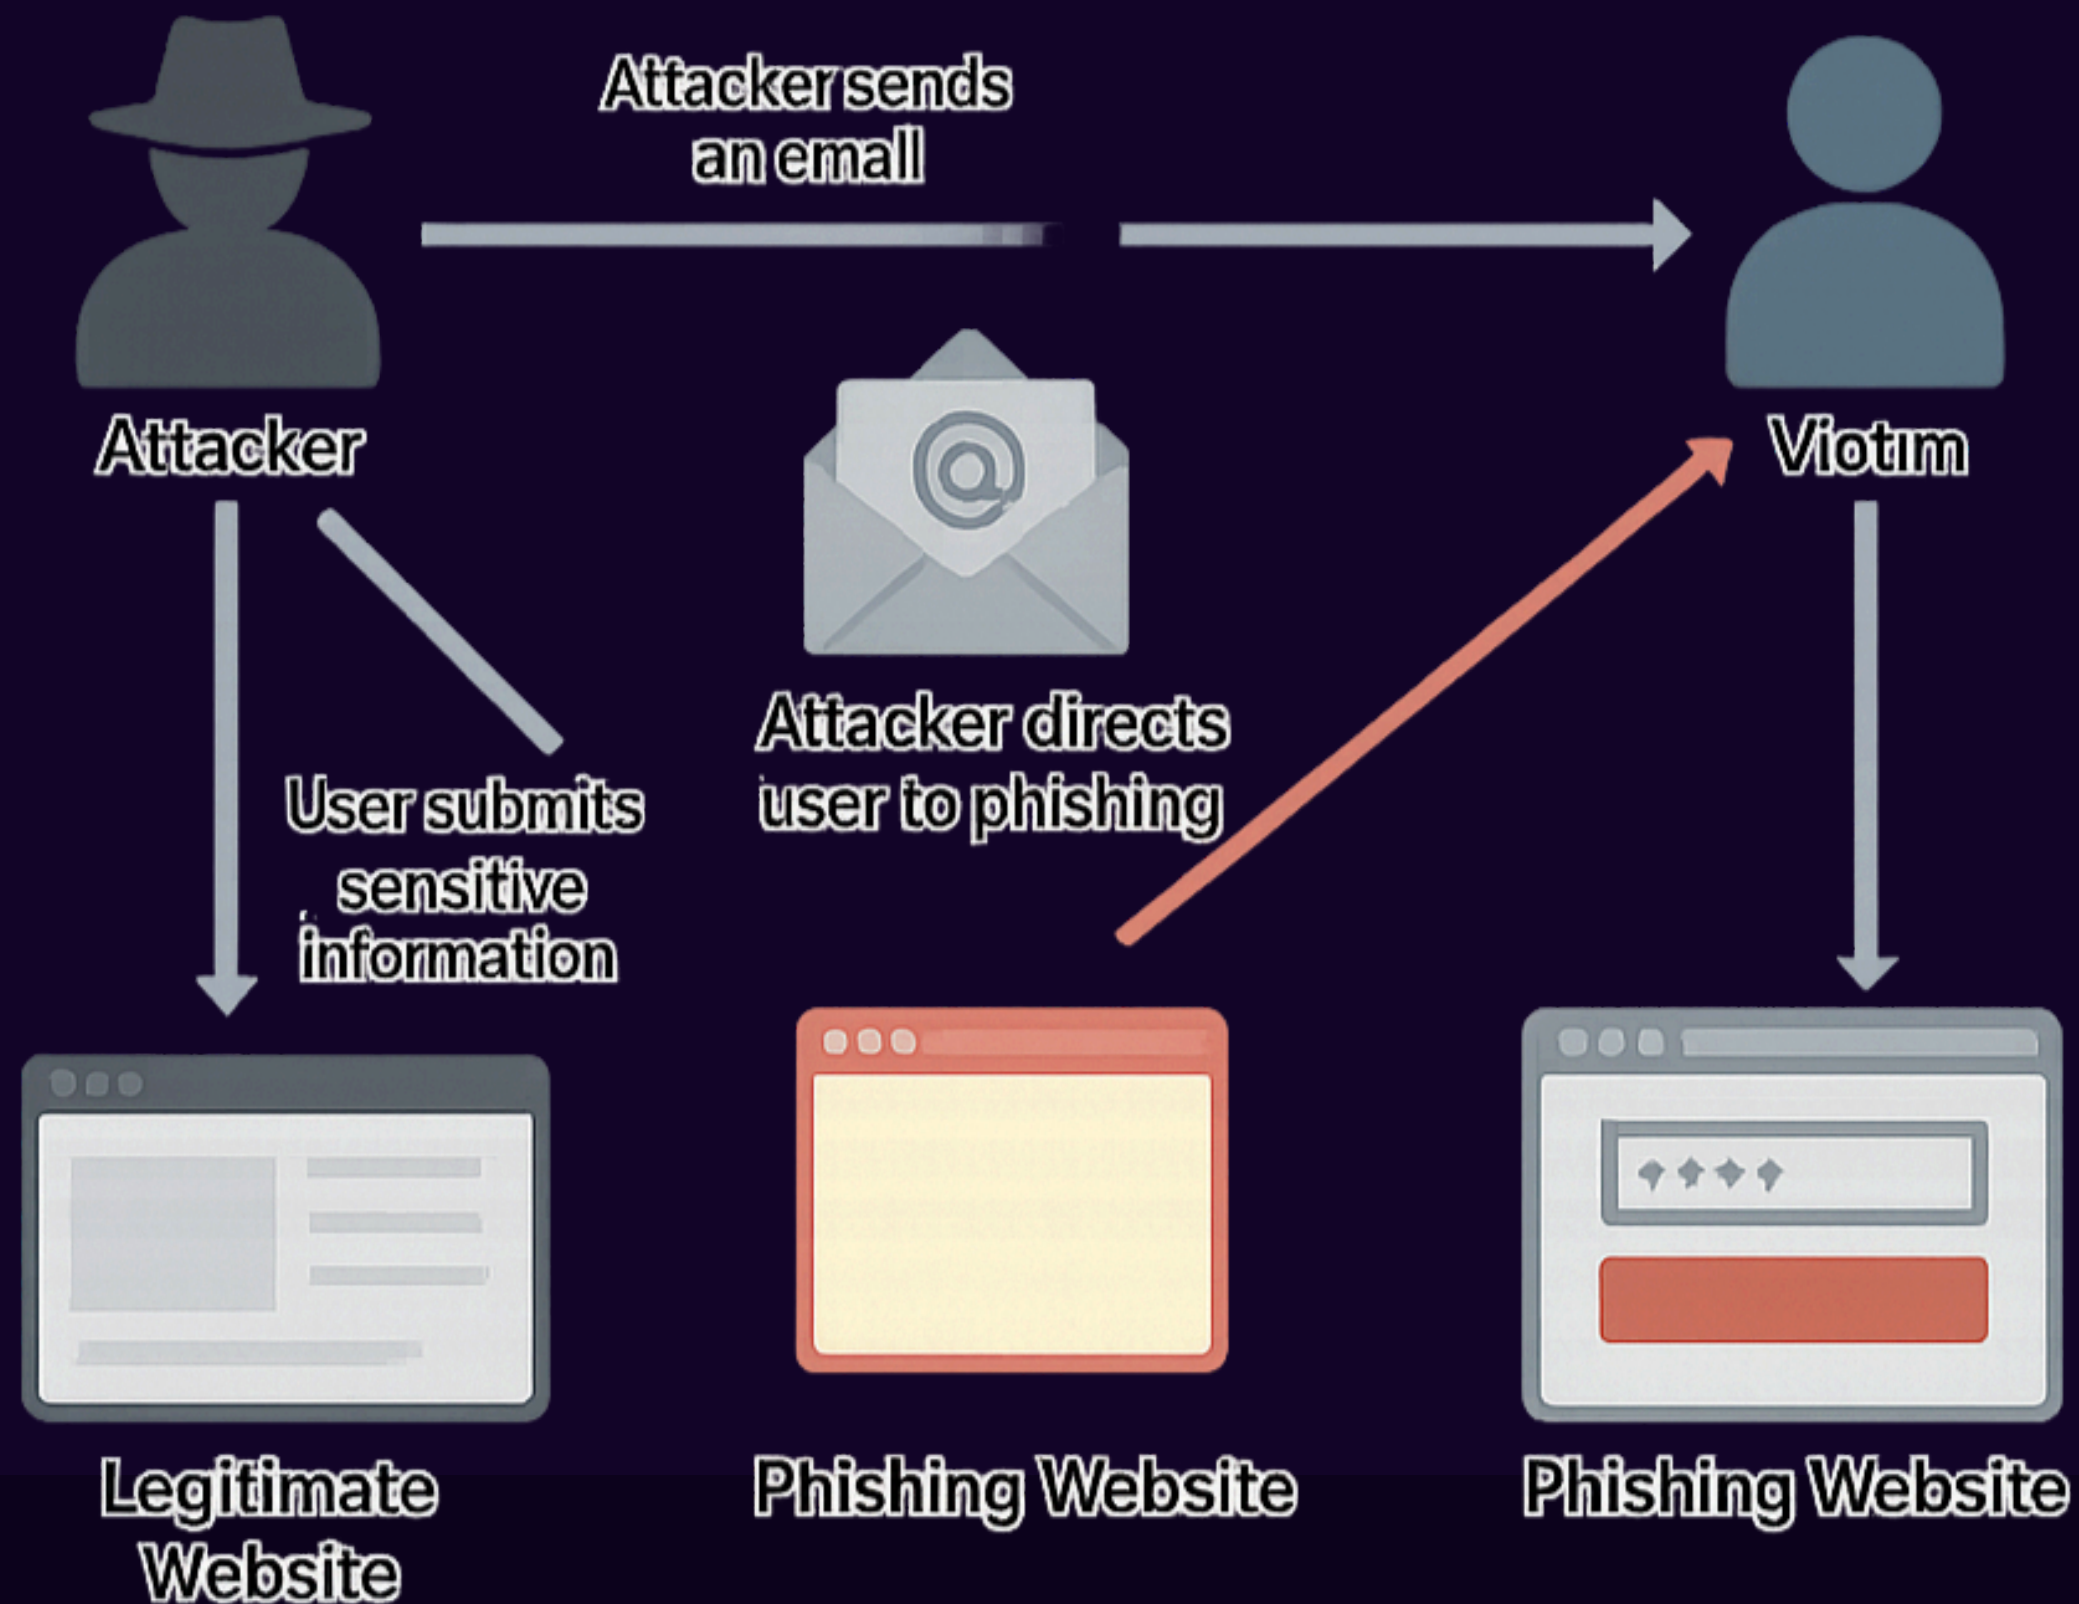 Attacker sends
an emall
Attacker
Viotım
Attacker directs
user to phishing
User submits
sensitive
information
Legitimate
Website
Phishing Website
Phishing Website